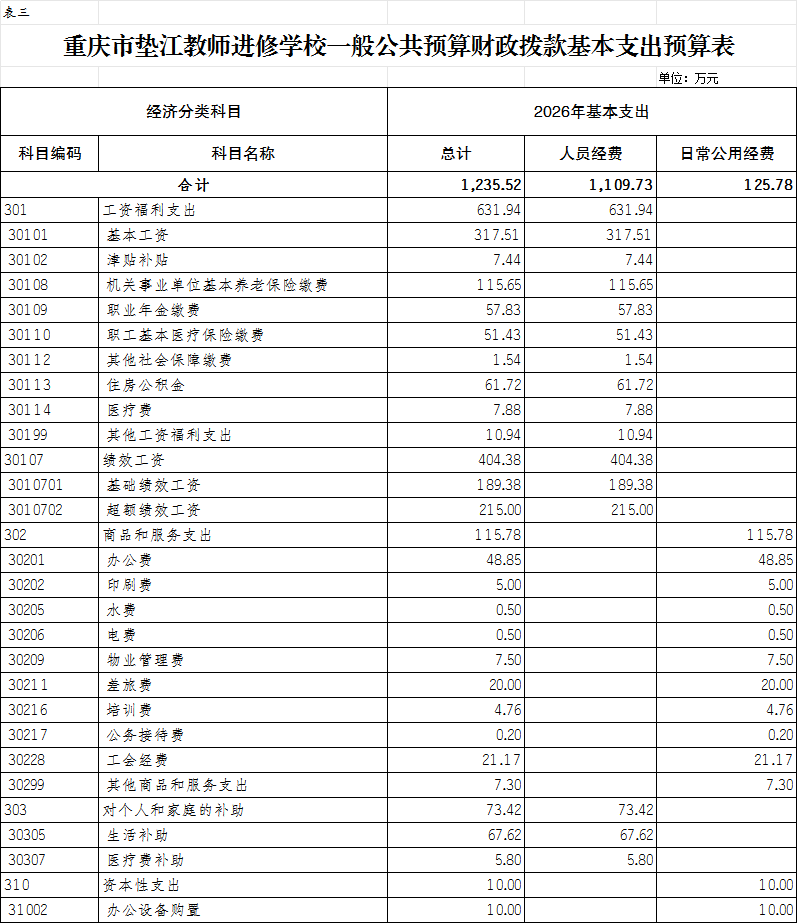 表三
重庆市垫江教师进修学校一般公共预算财政拨款基本支出预算表
单位：万元
经济分类科目 2026年基本支出
科目编码 科目名称 总计 人员经费 日常公用经费
合计 1,235.52 1,109.73 125.78
301 工资福利支出 631.94 631.94
30101 基本工资 317.51 317.51
30102 津贴补贴 7.44 7.44
30108 机关事业单位基本养老保险缴费 115.65 115.65
30109 职业年金缴费 57.83 57.83
30110 职工基本医疗保险缴费 51.43 51.43
30112 其他社会保障缴费 1.54 1.54
30113 住房公积金 61.72 61.72
30114 医疗费 7.88 7.88
30199 其他工资福利支出 10.94 10.94
30107 绩效工资 404.38 404.38
3010701 基础绩效工资 189.38 189.38
3010702 超额绩效工资 215.00 215.00
302 商品和服务支出 115.78 115.78
30201 办公费 48.85 48.85
30202 印刷费 5.00 5.00
30205 水费 0.50 0.50
30206 电费 0.50 0.50
30209 物业管理费 7.50 7.50
30211 差旅费 20.00 20.00
30216 培训费 4.76 4.76
30217 公务接待费 0.20 0.20
30228 工会经费 21.17 21.17
30299 其他商品和服务支出 7.30 7.30
303 对个人和家庭的补助 73.42 73.42
30305 生活补助 67.62 67.62
30307 医疗费补助 5.80 5.80
310 资本性支出 10.00 10.00
31002 办公设备购置 10.00 10.00